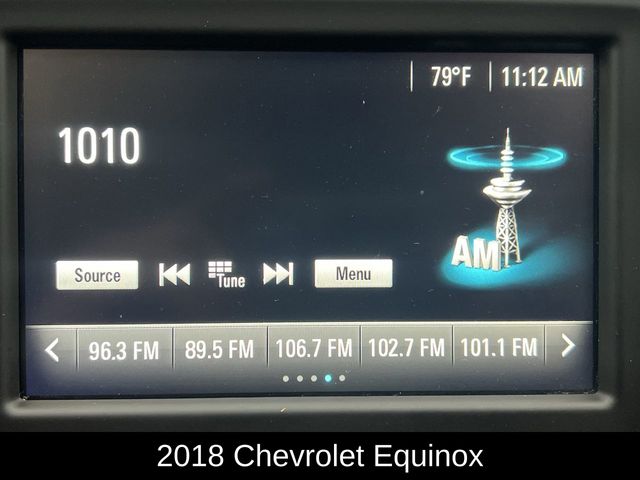 79°F 11:12 AM
1010
AM
Source Tune Menu
96.3 FM 89.5 FM 106.7 FM 102.7 FM 101.1 FM
2018 Chevrolet Equinox